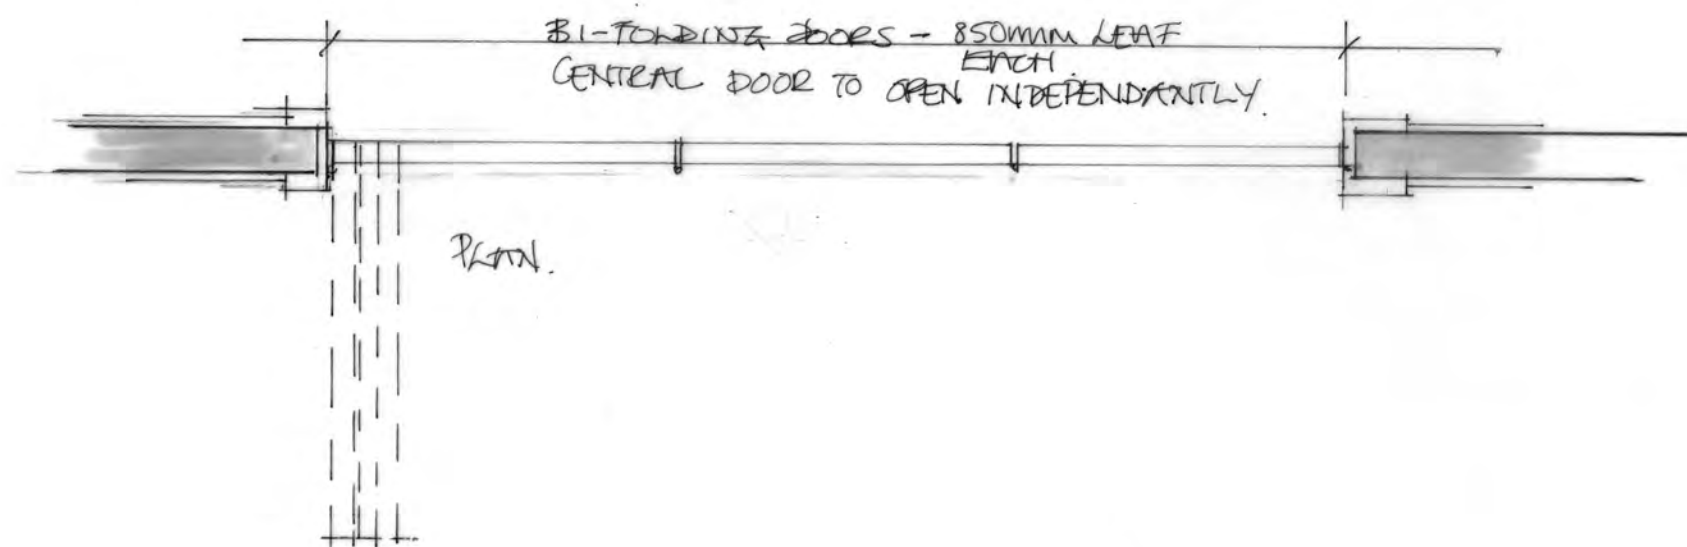 BI-FOLDING DOORS - 850MM LEAF
EACH.
CENTRAL DOOR TO OPEN INDEPENDANTLY.
PLAN.